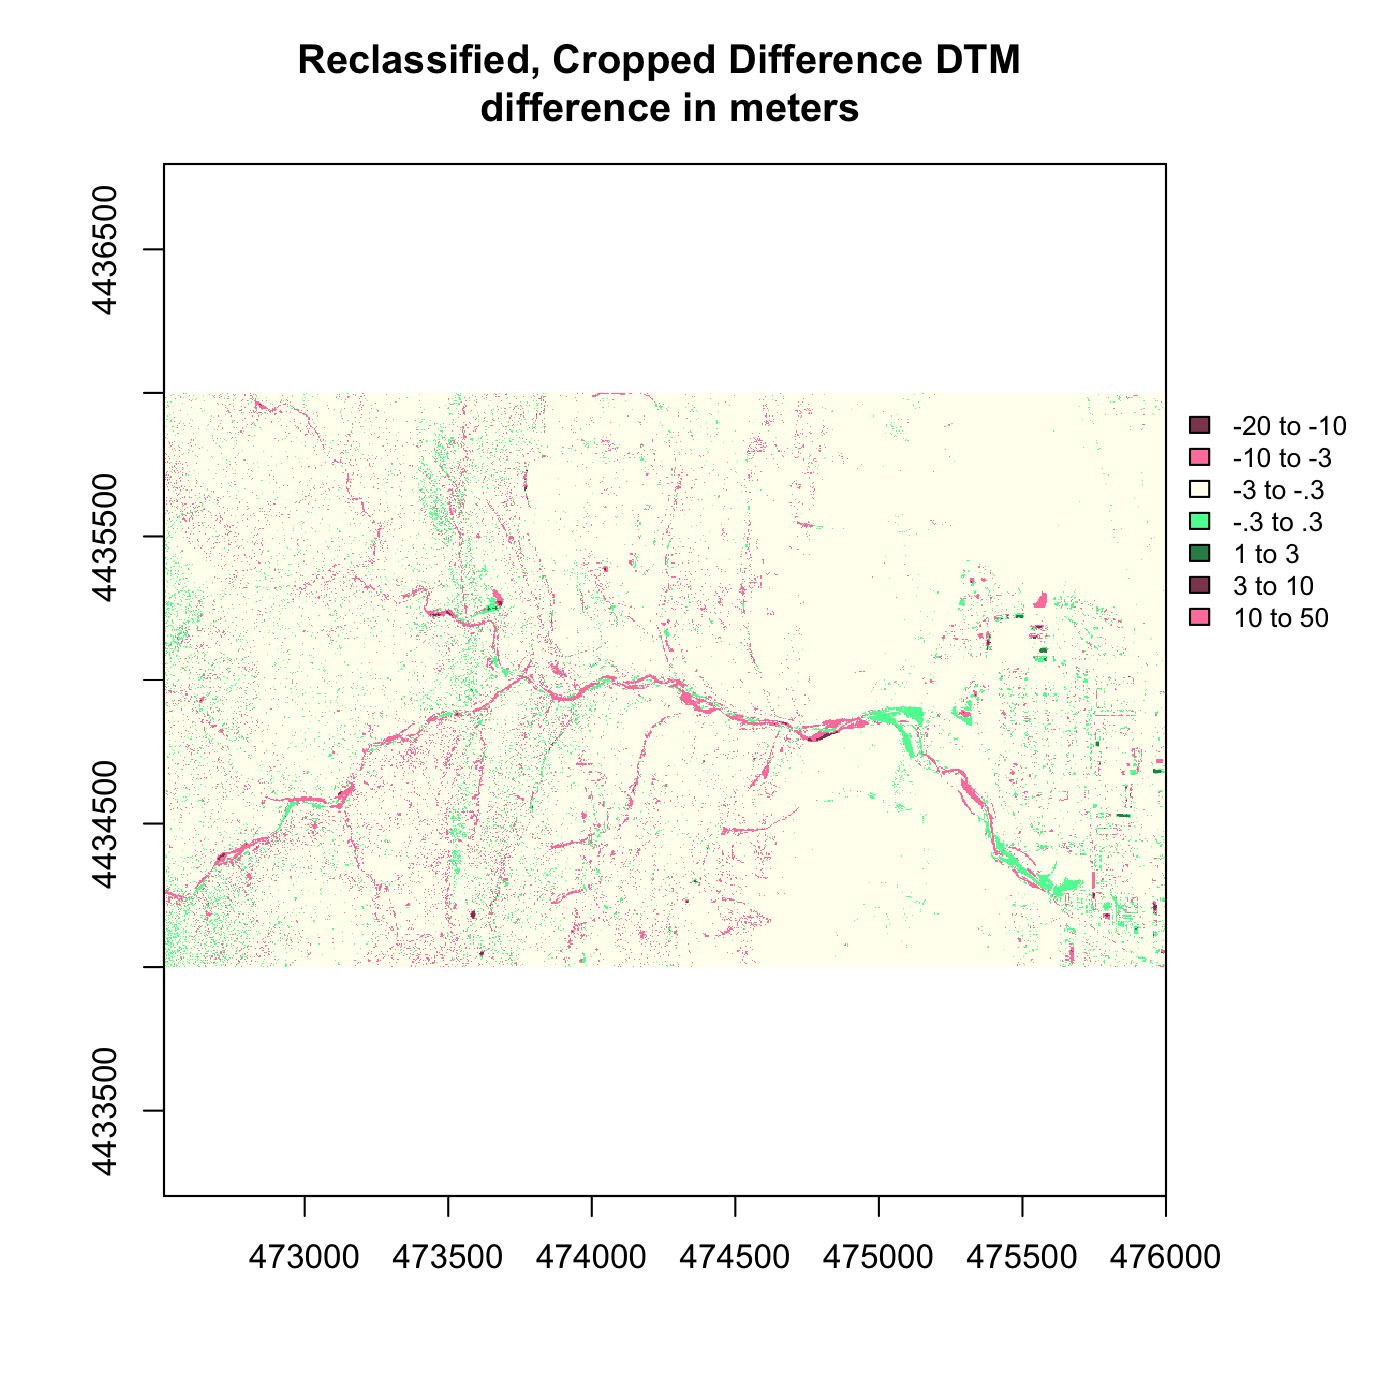 Reclassified, Cropped Difference DTM
difference in meters
4436500
4435500
4434500
4433500
473000 473500 474000 474500 475000 475500 476000
-20 to -10
-10 to -3
-3 to -.3
-.3 to .3
1 to 3
3 to 10
10 to 50